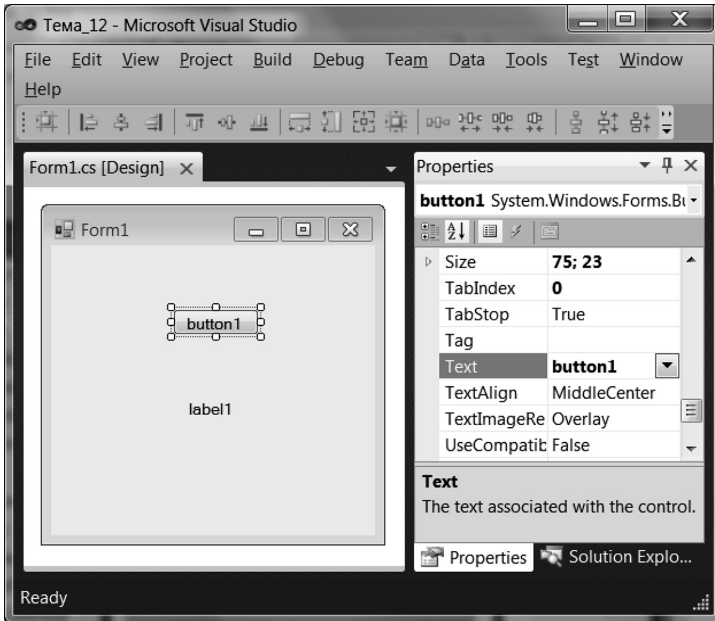 Тема_12 - Microsoft Visual Studio
File Edit View Project Build Debug Team Data Tools Test Window
Help
Form1.cs [Design]
Form1
button1
label1
Properties
button1 System.Windows.Forms.Bu
Size 75; 23
TabIndex 0
TabStop True
Tag
Text button1
TextAlign MiddleCenter
TextImageRe Overlay
UseCompatib False
Text
The text associated with the control.
Properties Solution Explo...
Ready